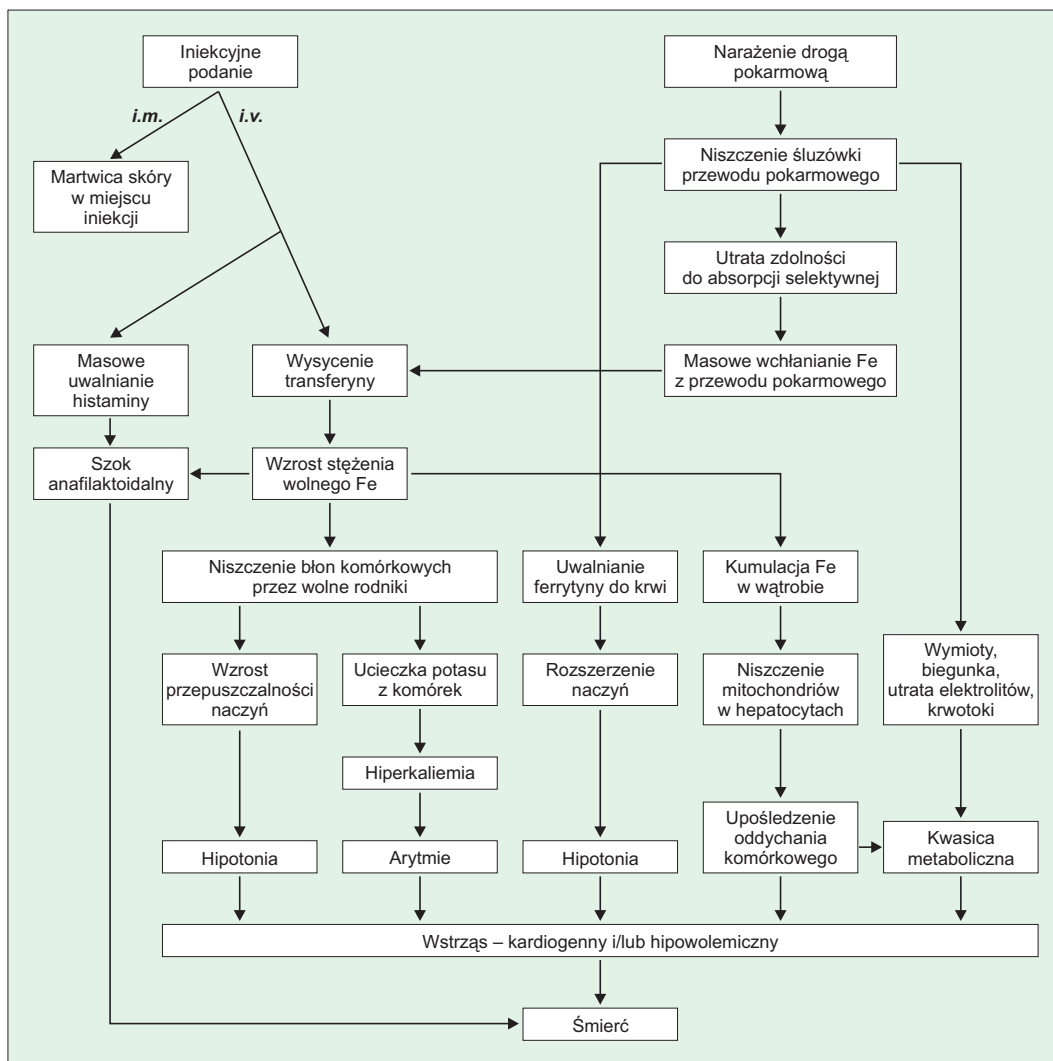 Iniekcyjne
podanie
Narażenie drogą
pokarmową
i.m.
i.v.
Martwica skóry
w miejscu
iniekcji
Niszczenie śluzówki
przewodu pokarmowego
Utrata zdolności
do absorpcji selektywnej
Masowe
uwalnianie
histaminy
Wysycenie
transferyny
Masowe wchłanianie Fe
z przewodu pokarmowego
Szok
anafilaktoidalny
Wzrost stężenia
wolnego Fe
Niszczenie błon komórkowych
przez wolne rodniki
Uwalnianie
ferrytyny do krwi
Kumulacja Fe
w wątrobie
Wzrost
przepuszczalności
naczyń
Ucieczka potasu
z komórek
Rozszerzenie
naczyń
Niszczenie
mitochondriów
w hepatocytach
Wymioty,
biegunka,
utrata elektrolitów,
krwotoki
Hiperkaliemia
Hipotonia
Arytmie
Hipotonia
Upośledzenie
oddychania
komórkowego
Kwasica
metaboliczna
Wstrząs – kardiogenny i/lub hipowolemiczny
Śmierć